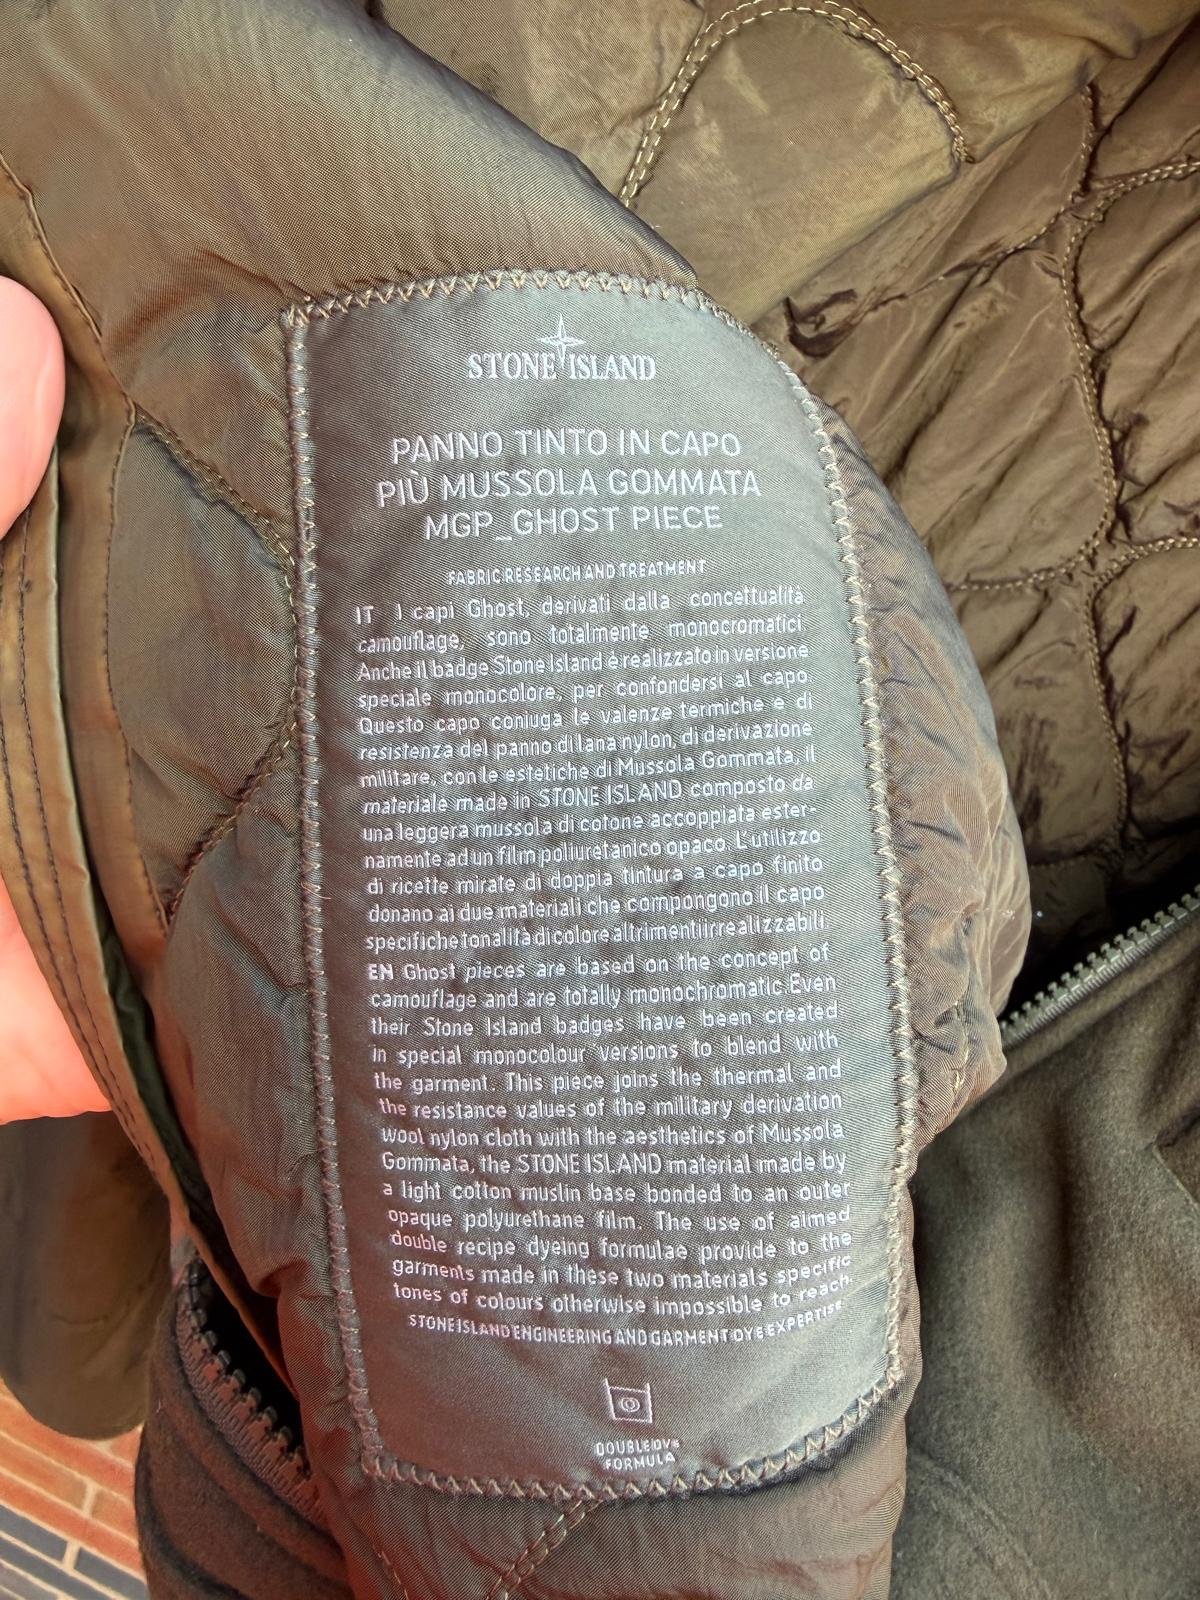 STONE ISLAND
PANNO TINTO IN CAPO
PIÙ MUSSOLA GOMMATA
MGP_GHOST PIECE
FABRIC RESEARCH AND TREATMENT
IT I capi Ghost, derivati dalla concettualità
camouflage, sono totalmente monocromatici.
Anche il badge Stone Island è realizzato in versione
speciale monocolore, per confondersi al capo.
Questo capo coniuga le valenze termiche e di
resistenza del panno di lana nylon, di derivazione
militare, con le estetiche di Mussola Gommata, il
materiale made in STONE ISLAND composto da
una leggera mussola di cotone accoppiata ester-
namente ad un film poliuretanico opaco. L'utilizzo
di ricette mirate di doppia tintura a capo finito
donano ai due materiali che compongono il capo
specifiche tonalità di colore altrimenti irrealizzabili.
EN Ghost pieces are based on the concept of
camouflage and are totally monochromatic. Even
their Stone Island badges have been created
in special monocolour versions to blend with
the garment. This piece joins the thermal and
the resistance values of the military derivation
wool nylon cloth with the aesthetics of Mussola
Gommata, the STONE ISLAND material made by
a light cotton muslin base bonded to an outer
opaque polyurethane film. The use of aimed
double recipe dyeing formulae provide to the
garments made in these two materials specific
tones of colours otherwise impossible to reach.
STONE ISLAND ENGINEERING AND GARMENT DYE EXPERTISE
DOUBLE DYE
FORMULA